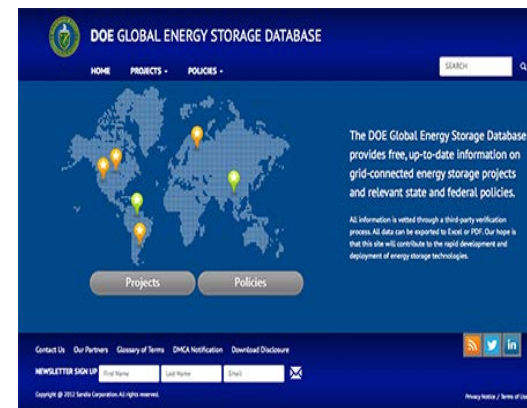 DOE GLOBAL ENERGY STORAGE DATABASE
HOME PROJECTS POLICIES
SEARCH
The DOE Global Energy Storage Database
provides free, up-to-date information on
grid-connected energy storage projects
and relevant state and federal policies.
All information is vetted through a third-party verification
process. All data can be exported to Excel or PDF. Our hope is
that this site will contribute to the rapid development and
deployment of energy storage technologies.
Projects Policies
Contact Us Our Partners Glossary of Terms DMCA Notification Download Disclosure
NEWSLETTER SIGN UP First Name Last Name Email
in
Copyright @ 2012 Sandia Corporation. All rights reserved.
Privacy Notice / Terms of Use